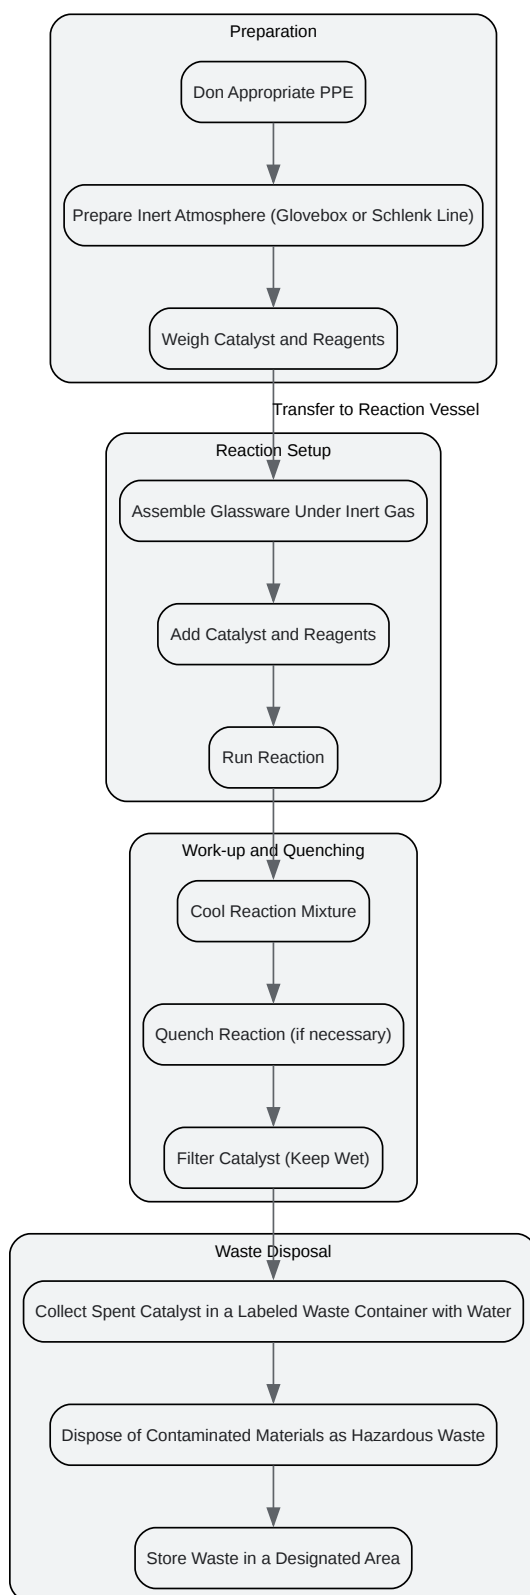 Preparation
Don Appropriate PPE
Prepare Inert Atmosphere (Glovebox or Schlenk Line)
Weigh Catalyst and Reagents
Transfer to Reaction Vessel
Reaction Setup
Assemble Glassware Under Inert Gas
Add Catalyst and Reagents
Run Reaction
Work-up and Quenching
Cool Reaction Mixture
Quench Reaction (if necessary)
Filter Catalyst (Keep Wet)
Waste Disposal
Collect Spent Catalyst in a Labeled Waste Container with Water
Dispose of Contaminated Materials as Hazardous Waste
Store Waste in a Designated Area